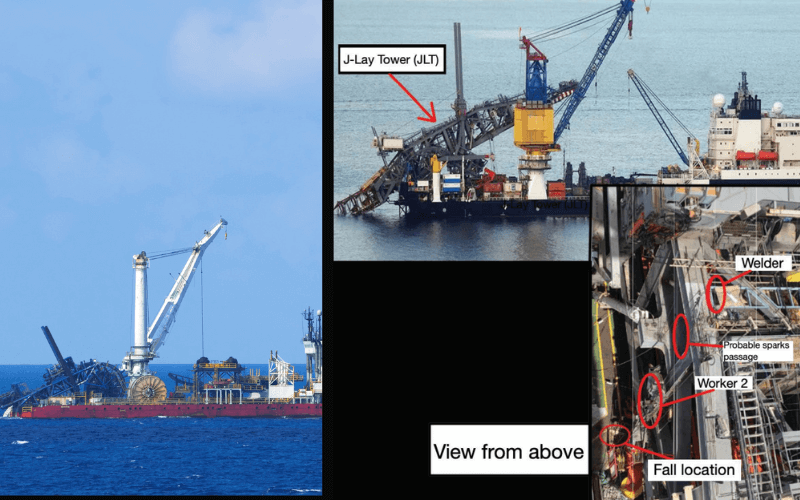 J-Lay Tower (JLT)
Welder
Probable sparks
passage
Worker 2
View from above
Fall location